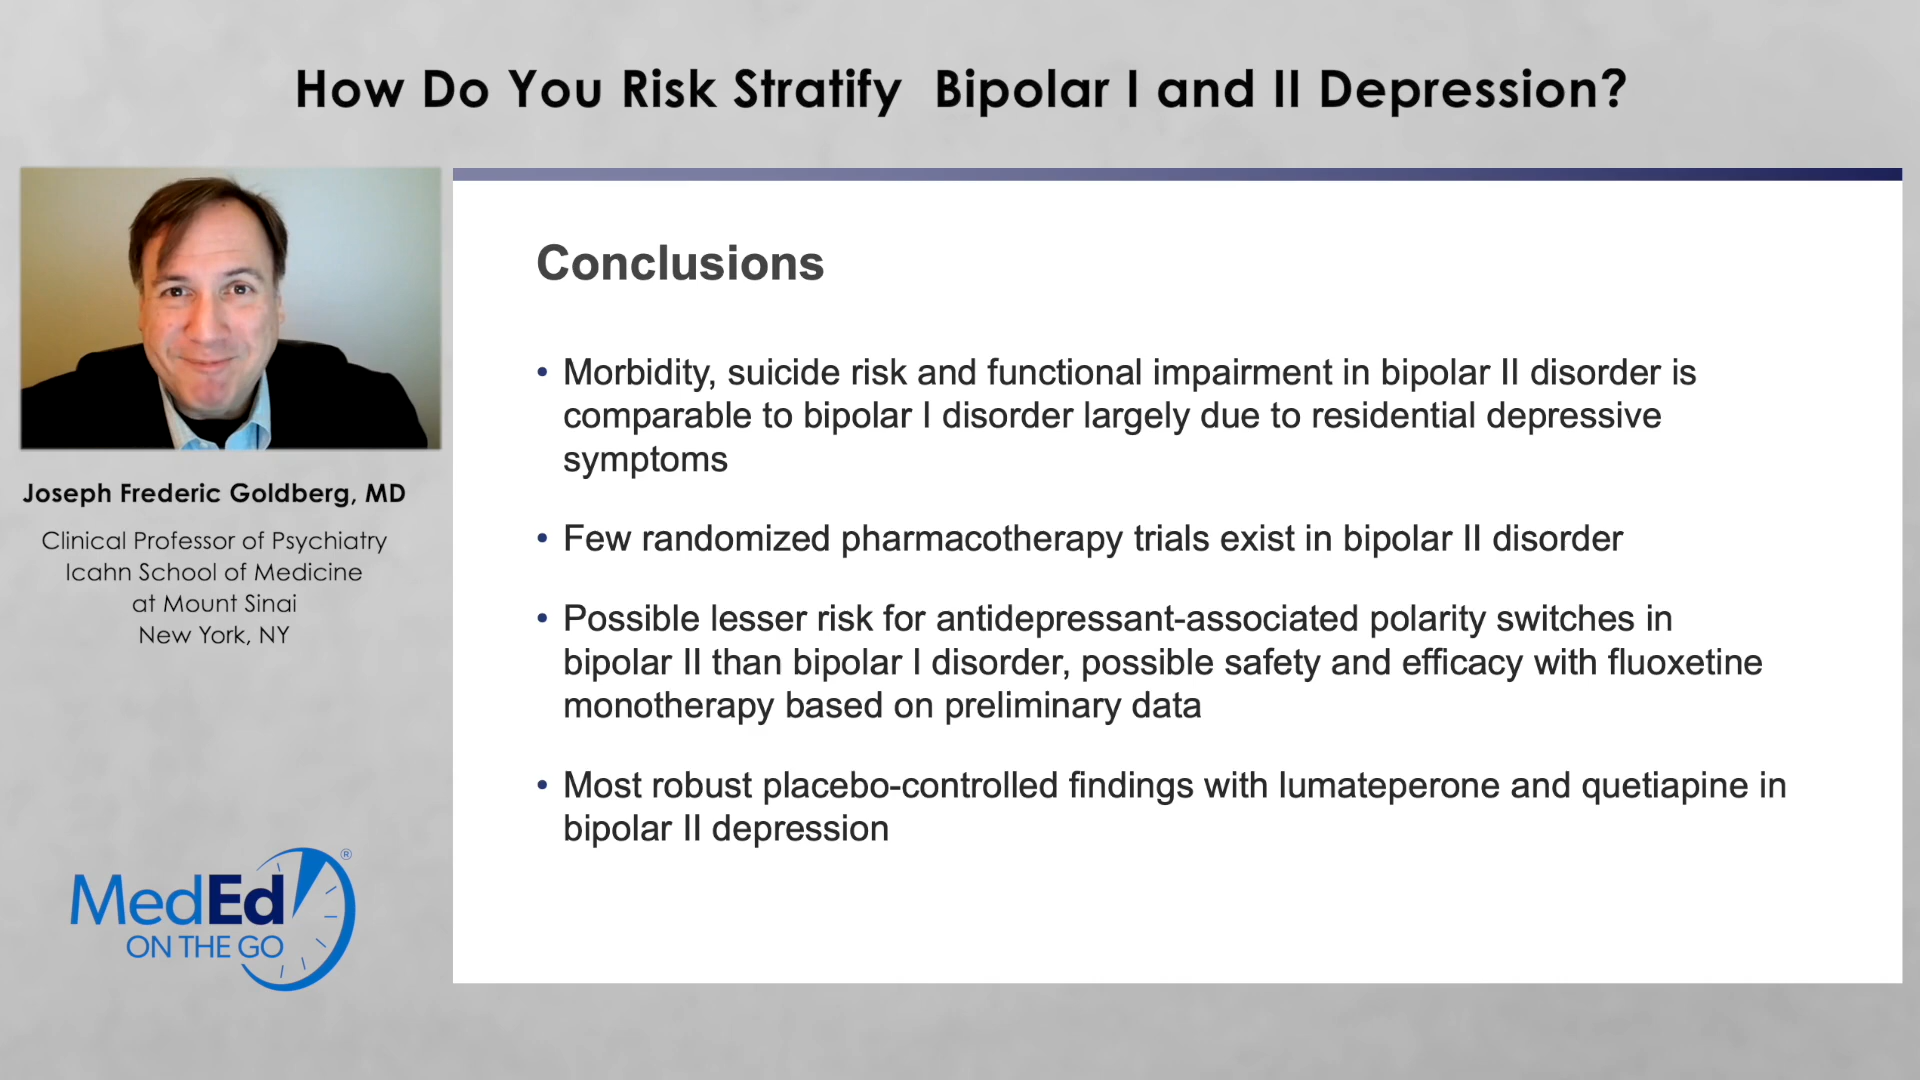 How Do You Risk Stratify  Bipolar I and II Depression?
Joseph Frederic Goldberg, MD
Clinical Professor of Psychiatry
Icahn School of Medicine
at Mount Sinai
New York, NY
MedEd®
ON THE GO
Conclusions
• Morbidity, suicide risk and functional impairment in bipolar II disorder is
comparable to bipolar I disorder largely due to residential depressive
symptoms
• Few randomized pharmacotherapy trials exist in bipolar II disorder
• Possible lesser risk for antidepressant-associated polarity switches in
bipolar II than bipolar I disorder, possible safety and efficacy with fluoxetine
monotherapy based on preliminary data
• Most robust placebo-controlled findings with lumateperone and quetiapine in
bipolar II depression